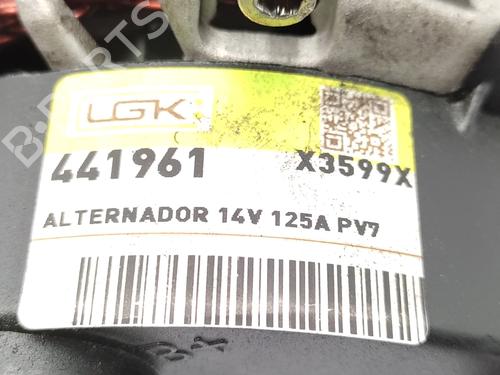 LGK
441961 X3599X
ALTERNADOR 14V 125A PV7
B+